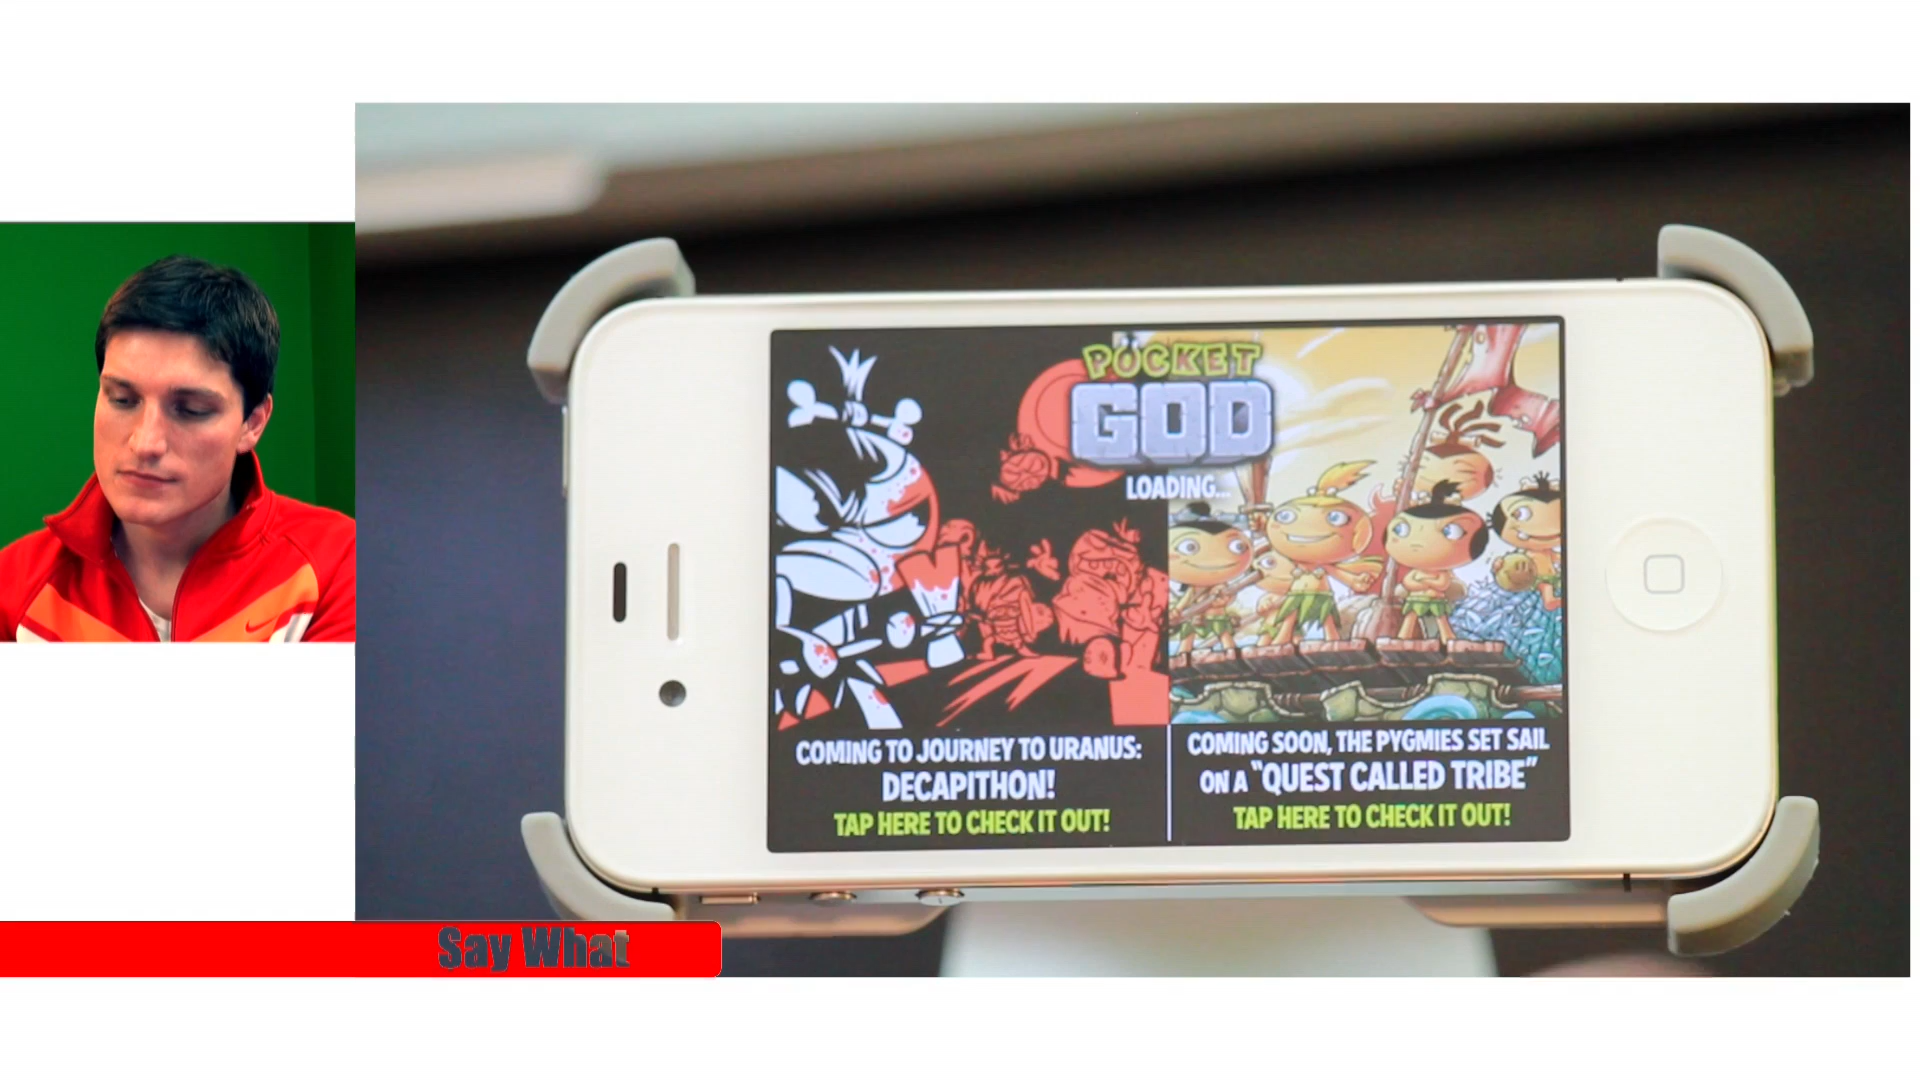 POCKET
GOD
LOADING...
COMING TO JOURNEY TO URANUS:
DECAPITHON!
TAP HERE TO CHECK IT OUT!
COMING SOON, THE PYGMIES SET SAIL
ON A "QUEST CALLED TRIBE"
TAP HERE TO CHECK IT OUT!
Say What